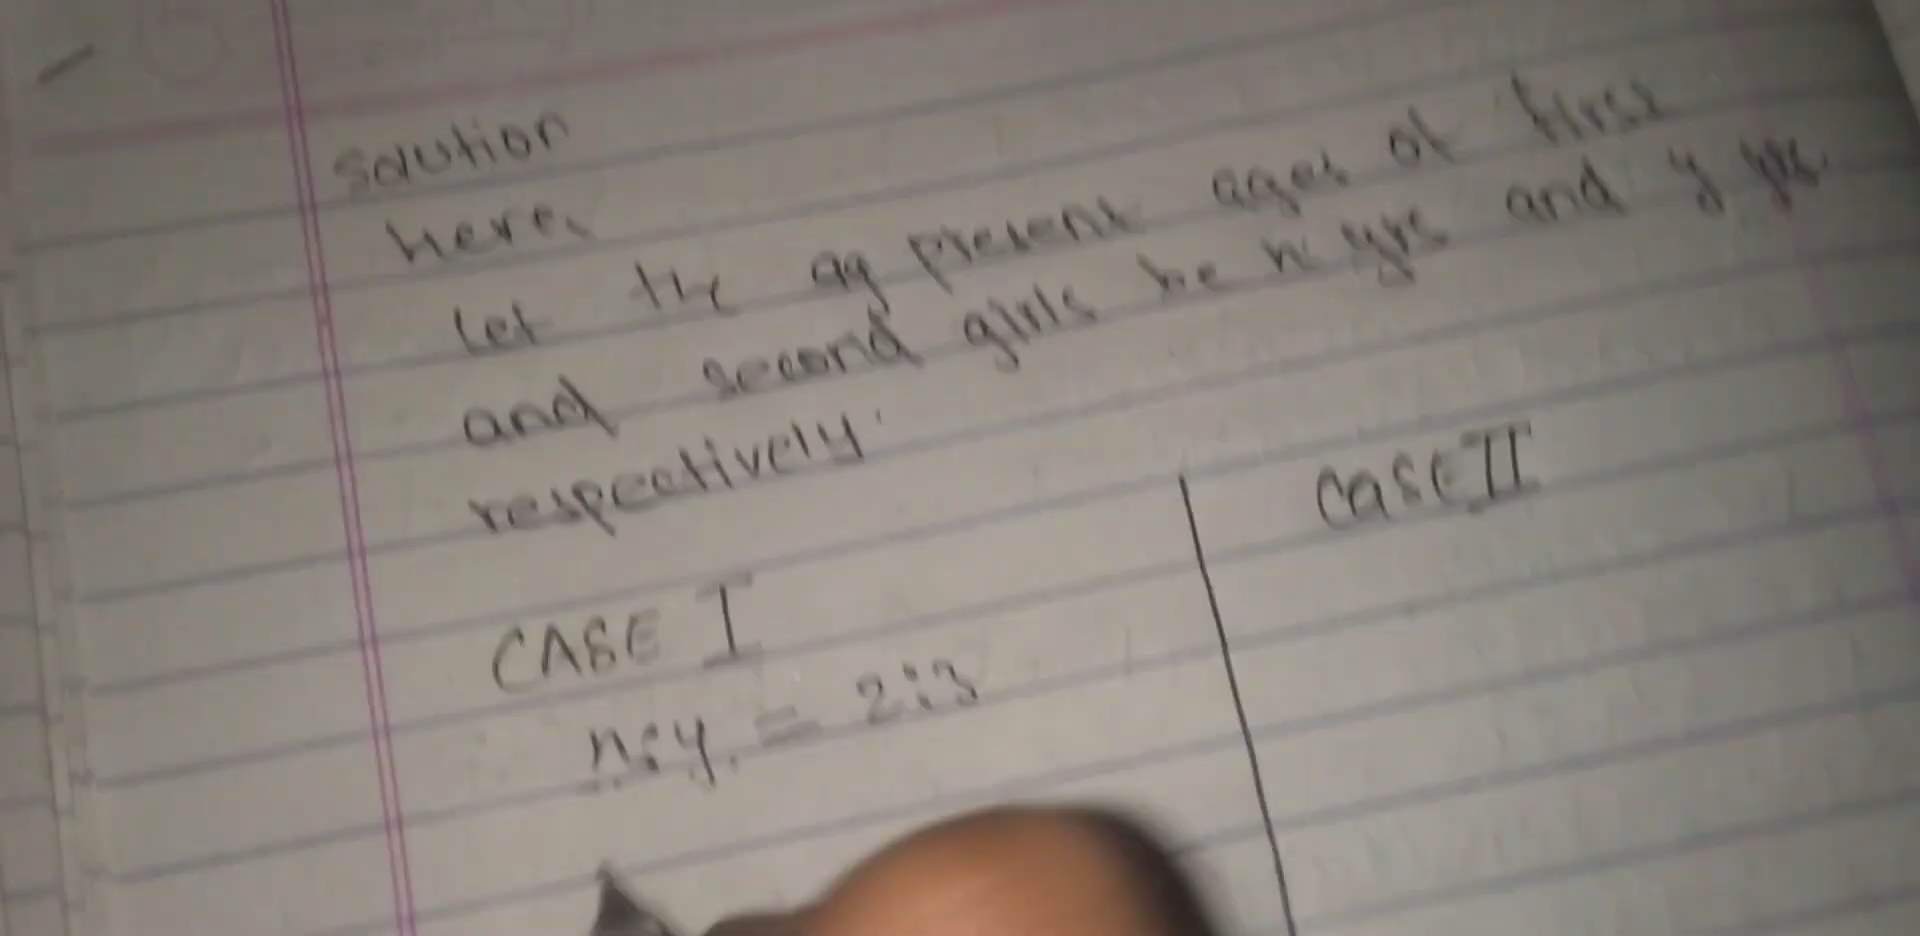 Solution
here,
Let the ag present ages of first
and second girls be x yrs and y yrs.
respectively.
CASE I
x:y = 2:3
CASE II